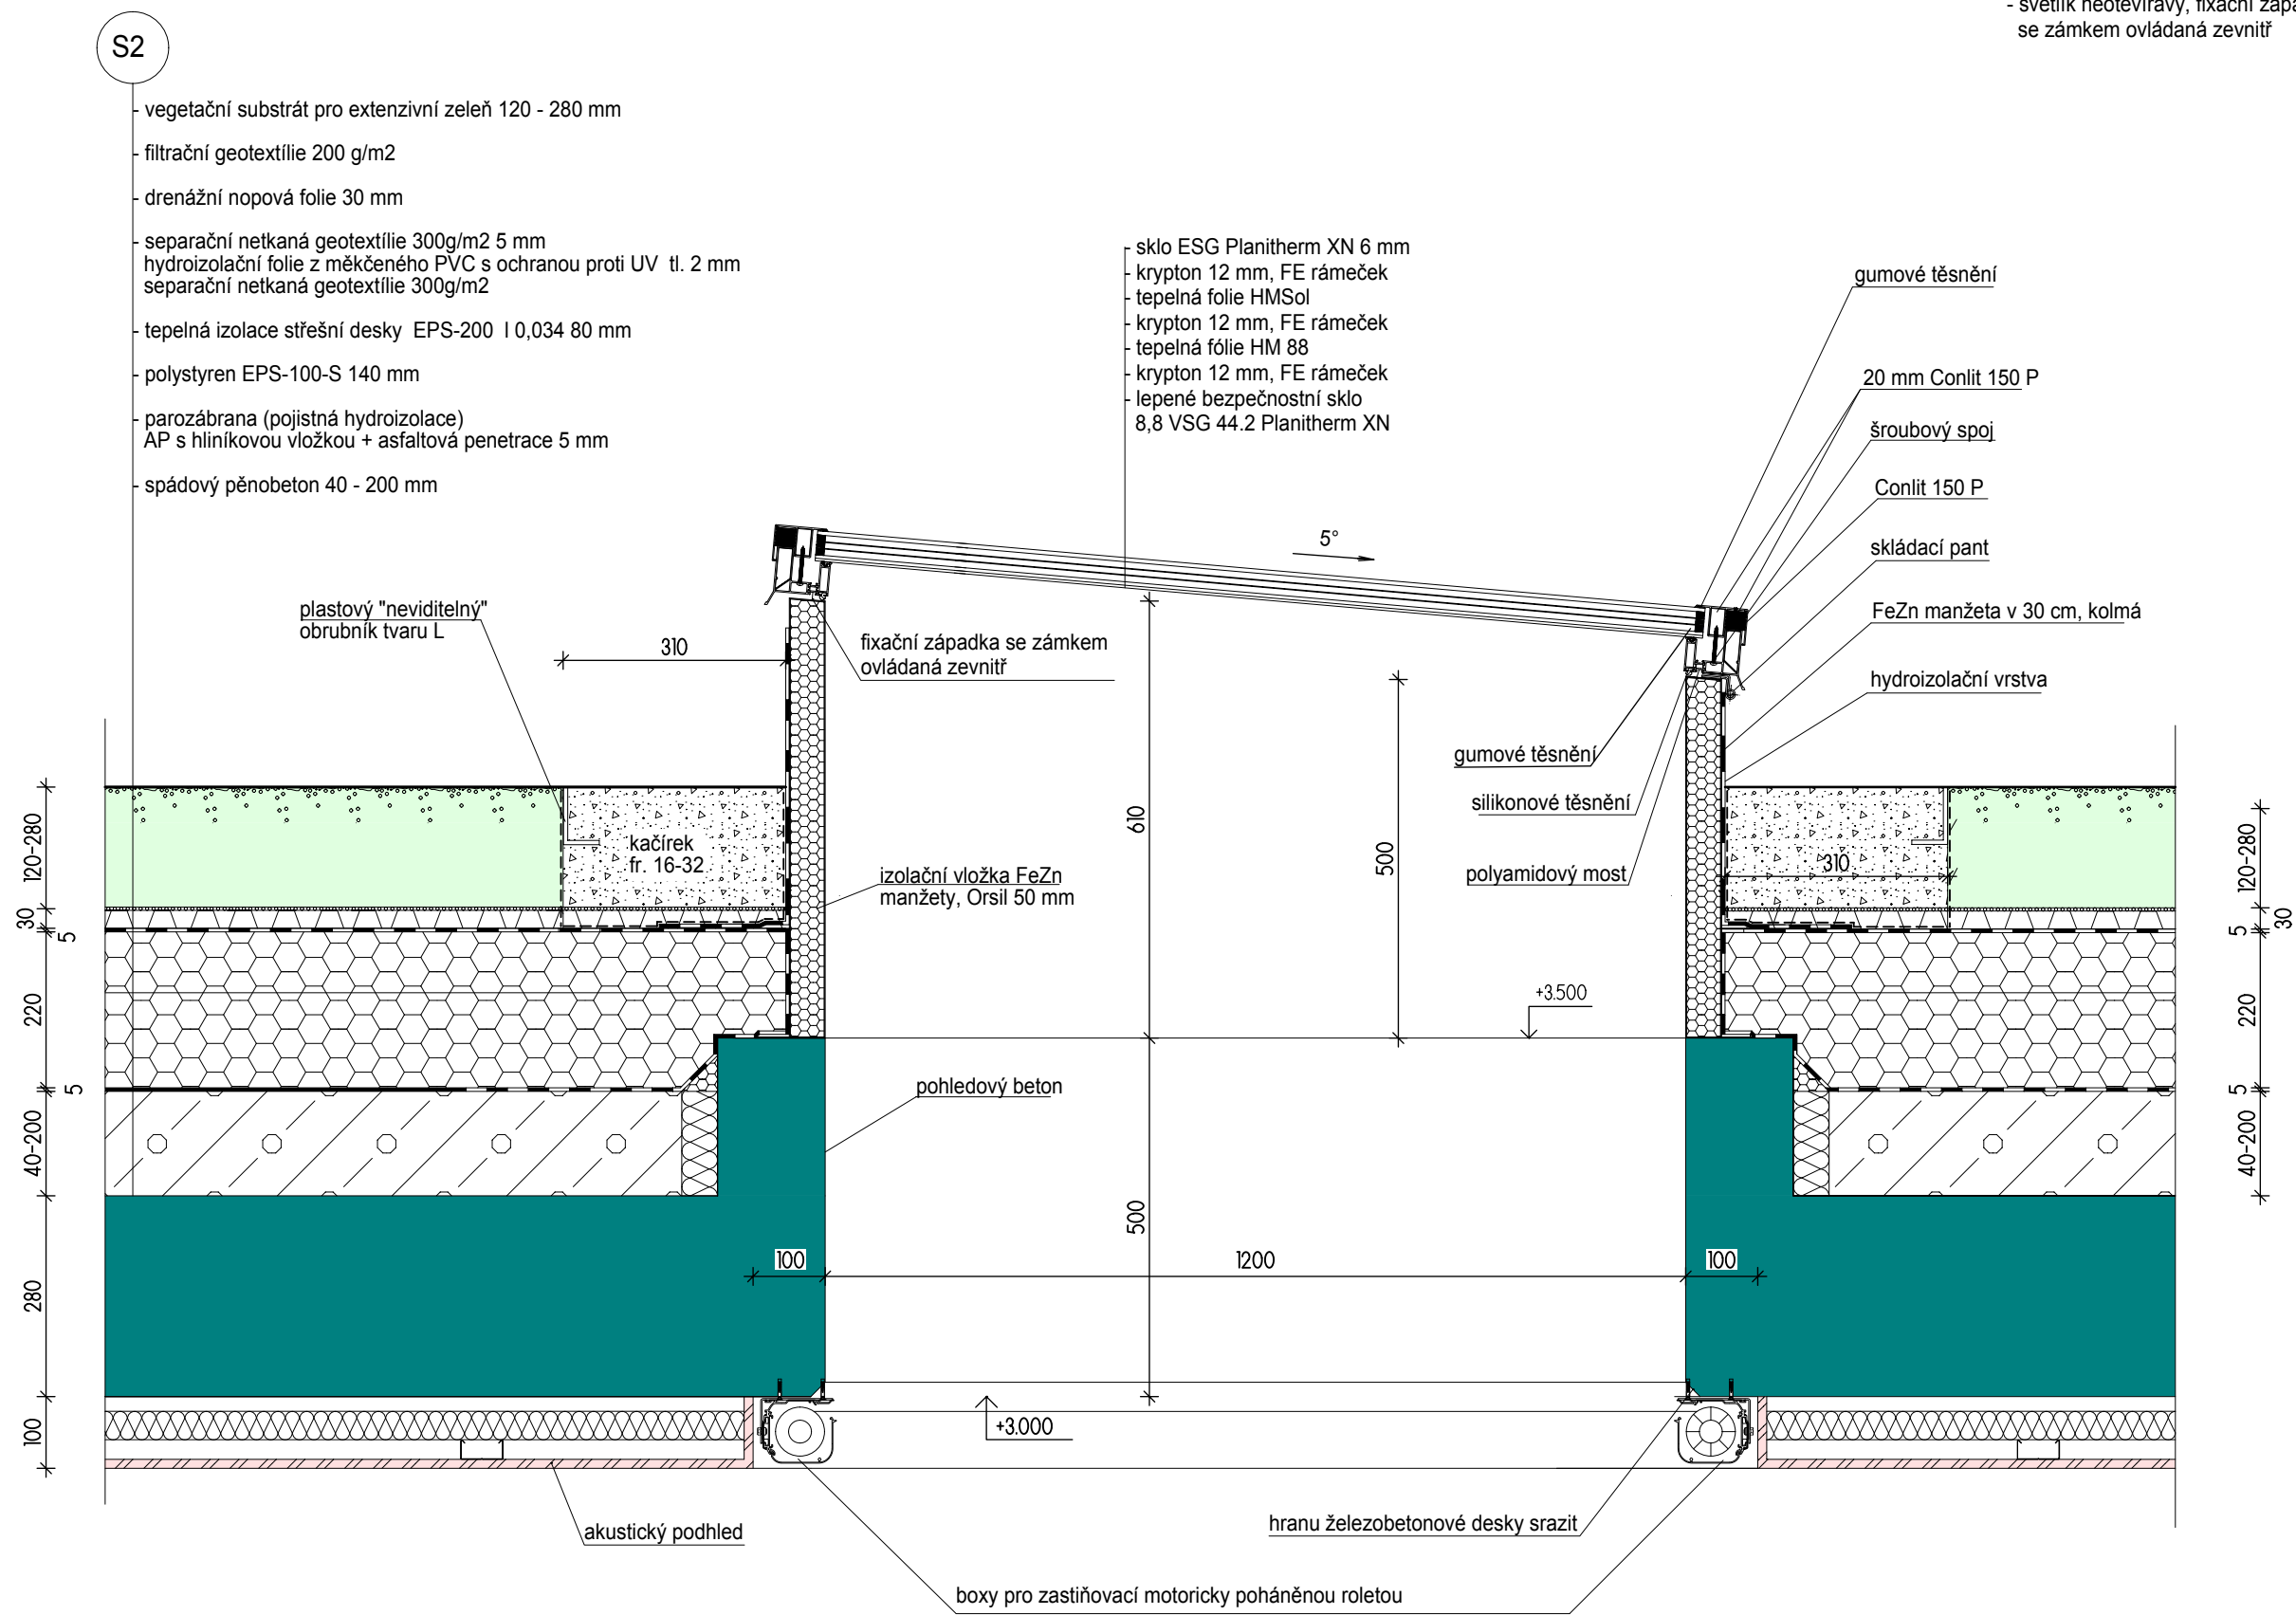 - světlík neotevíravý, fixační
se zámkem ovládaná zevnitř
S2
- vegetační substrát pro extenzivní zeleň 120 - 280 mm
- filtrační geotextílie 200 g/m2
- drenážní nopová folie 30 mm
- separační netkaná geotextílie 300g/m2 5 mm
hydroizolační folie z měkčeného PVC s ochranou proti UV tl. 2 mm
separační netkaná geotextílie 300g/m2
- tepelná izolace střešní desky EPS-200 l 0,034 80 mm
- polystyren EPS-100-S 140 mm
- parozábrana (pojistná hydroizolace)
AP s hliníkovou vložkou + asfaltová penetrace 5 mm
- spádový pěnobeton 40 - 200 mm
- sklo ESG Planitherm XN 6 mm
- krypton 12 mm, FE rámeček
- tepelná folie HMSol
- krypton 12 mm, FE rámeček
- tepelná fólie HM 88
- krypton 12 mm, FE rámeček
- lepené bezpečnostní sklo
8,8 VSG 44.2 Planitherm XN
gumové těsnění
20 mm Conlit 150 P
šroubový spoj
Conlit 150 P
skládací pant
FeZn manžeta v 30 cm, kolmá
hydroizolační vrstva
5°
plastový "neviditelný"
obrubník tvaru L
310
fixační západka se zámkem
ovládaná zevnitř
gumové těsnění
silikonové těsnění
polyamidový most
kačírek
fr. 16-32
izolační vložka FeZn
manžety, Orsil 50 mm
610
500
310
+3.500
pohledový beton
500
100
1200
100
120-280
30
5
220
5
40-200
280
100
120-280
30
5
220
5
40-200
+3.000
akustický podhled
hranu železobetonové desky srazit
boxy pro zastiňovací motoricky poháněnou roletou